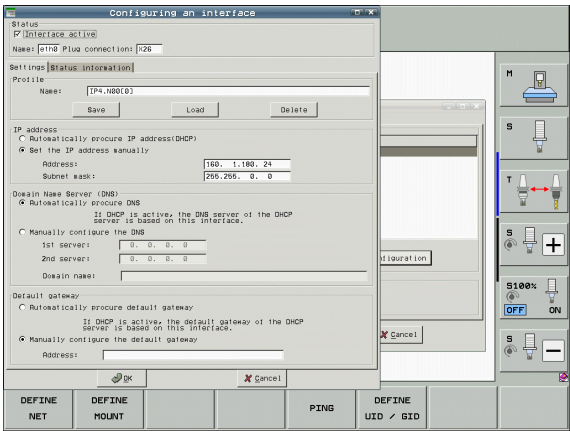 Configuring an interface
Status
Interface active
Name: eth0 Plug connection: X26
Settings Status information
Profile
Name: IP4.N00[0]
Save Load Delete
IP address
Automatically procure IP address(DHCP)
Set the IP address manually
Address: 160. 1.180. 24
Subnet mask: 255.255. 0. 0
Domain Name Server (DNS)
Automatically procure DNS
If DHCP is active, the DNS server of the DHCP
server is based on this interface.
Manually configure the DNS
1st server: 0. 0. 0. 0
2nd server: 0. 0. 0. 0
Domain name:
Default gateway
Automatically procure default gateway
If DHCP is active, the default gateway of the DHCP
server is based on this interface.
Manually configure the default gateway
Address:
OK Cancel
nfiguration
Cancel
M
S
T
S
S100%
OFF ON
S
DEFINE
NET
DEFINE
MOUNT
PING
DEFINE
UID / GID